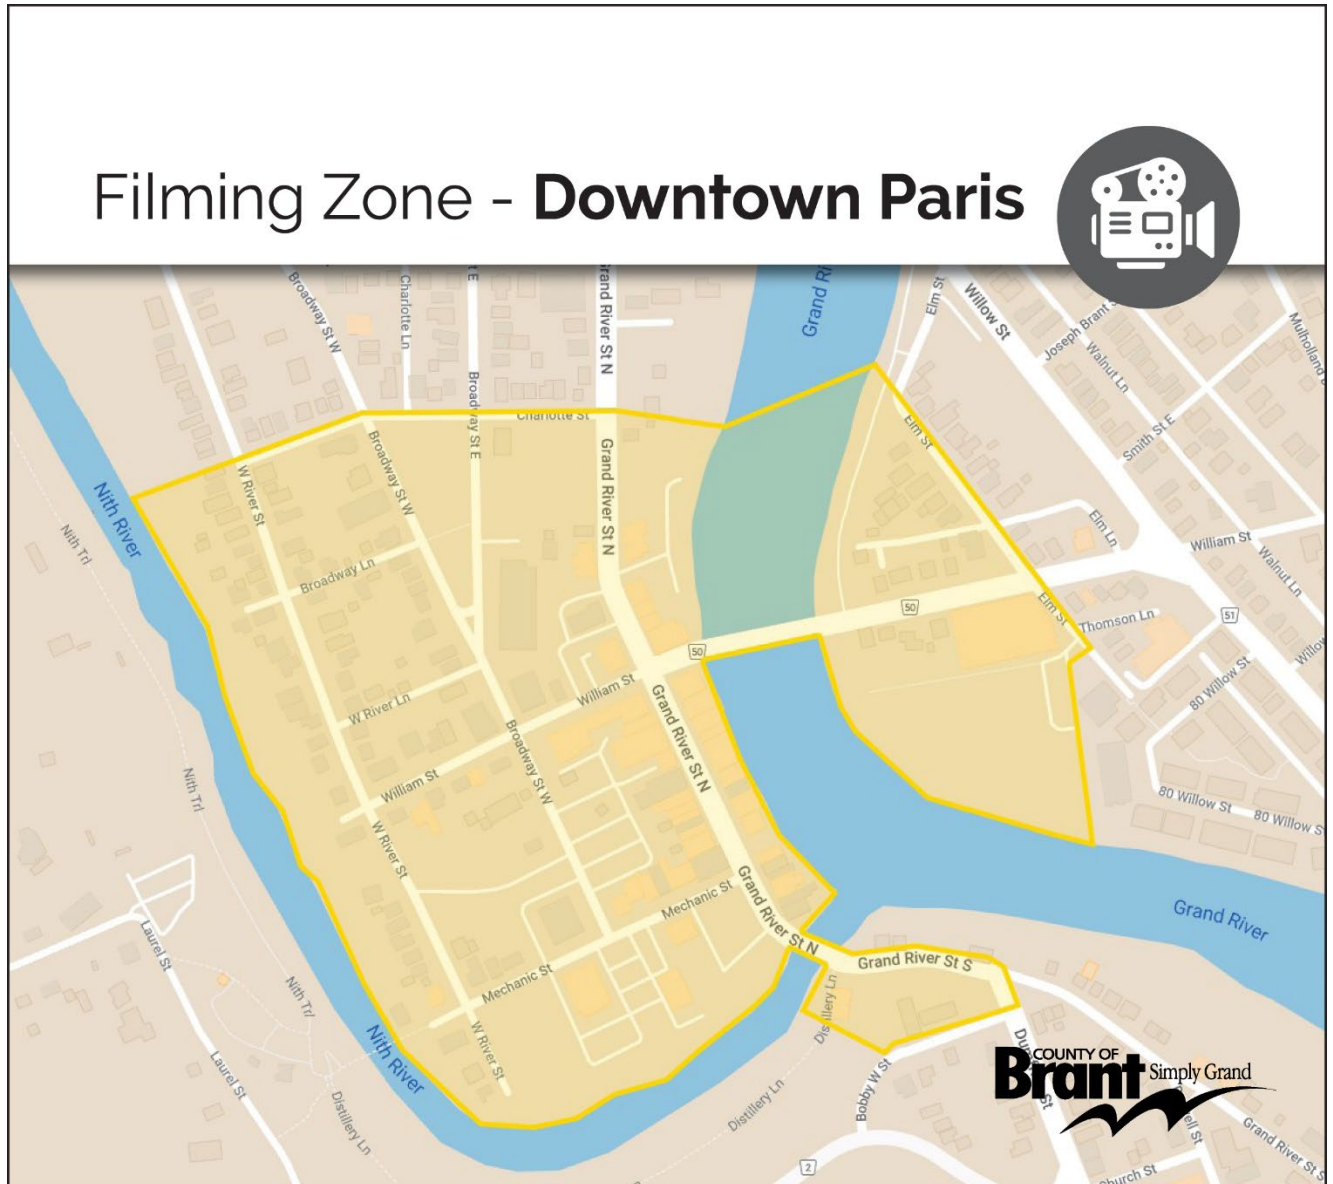 Filming Zone - Downtown Paris
Broadway St W
Charlotte Ln
Grand River St N
Elm St
Willow St
Joseph Brant
Walnut Ln
Mulholland
Smith St E
Broadway St E
Charlotte St
Elm St
Grand River St N
Broadway St W
W River St
Nith River
Nith Trl
Broadway Ln
Elm Ln
William St
Walnut Ln
50
Elm St
Thomson Ln
51
50
William St
W River Ln
Grand River St N
80 Willow St
Broadway St W
William St
Nith Trl
80 Willow St
80 Willow S
W River St
Mechanic St
Grand River St N
Grand River
Laurel St
Grand River St S
Mechanic St
Nith Trl
Distillery Ln
W River St
Nith River
Laurel St
COUNTY OF
Brant Simply Grand
Distillery Ln
Distillery Ln
Bobby W St
Grand River St S
2
Church St